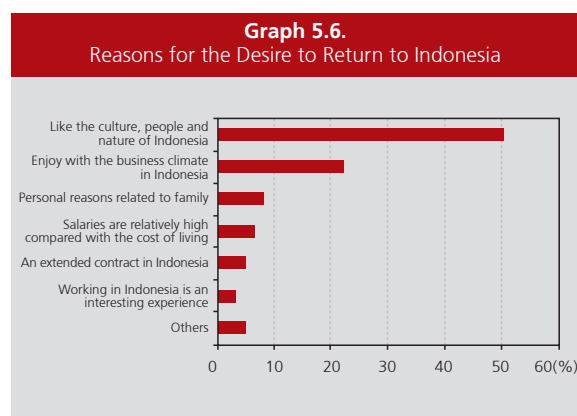 Graph 5.6.
Reasons for the Desire to Return to Indonesia
Like the culture, people and
nature of Indonesia
Enjoy with the business climate
in Indonesia
Personal reasons related to family
Salaries are relatively high
compared with the cost of living
An extended contract in Indonesia
Working in Indonesia is an
interesting experience
Others
0 10 20 30 40 50 60(%)